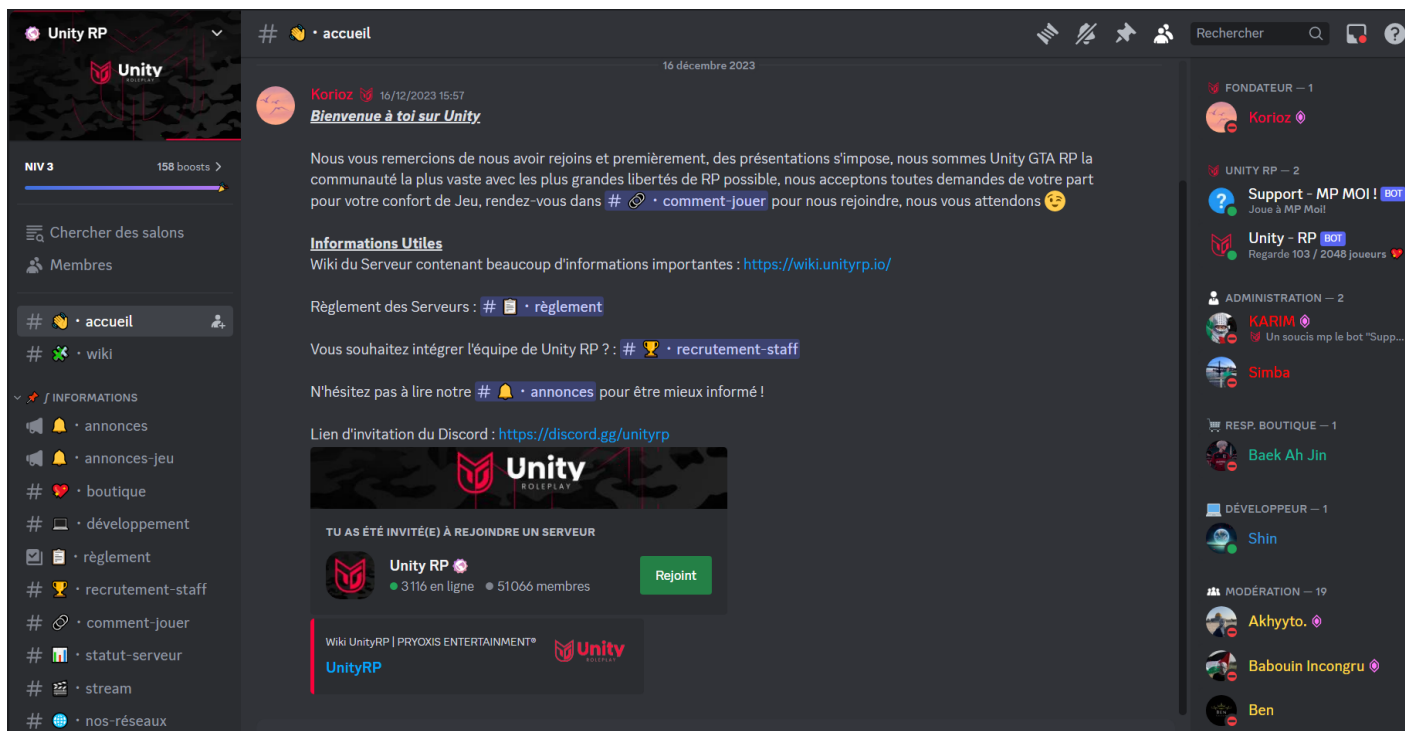 Unity RP
Unity
ROLEPLAY
NIV 3
158 boosts
Chercher des salons
Membres
accueil
wiki
INFORMATIONS
annonces
annonces-jeu
boutique
développement
règlement
recrutement-staff
comment-jouer
statut-serveur
stream
nos-réseaux
# · accueil
Rechercher
16 décembre 2023
Korioz 16/12/2023 15:57
Bienvenue à toi sur Unity
Nous vous remercions de nous avoir rejoins et premièrement, des présentations s'impose, nous sommes Unity GTA RP la
communauté la plus vaste avec les plus grandes libertés de RP possible, nous acceptons toutes demandes de votre part
pour votre confort de Jeu, rendez-vous dans # · comment-jouer pour nous rejoindre, nous vous attendons
Informations Utiles
Wiki du Serveur contenant beaucoup d'informations importantes : https://wiki.unityrp.io/
Règlement des Serveurs : # · règlement
Vous souhaitez intégrer l'équipe de Unity RP ? : # · recrutement-staff
N'hésitez pas à lire notre # · annonces pour être mieux informé !
Lien d'invitation du Discord : https://discord.gg/unityrp
Unity
ROLEPLAY
TU AS ÉTÉ INVITÉ(E) À REJOINDRE UN SERVEUR
Unity RP
3 116 en ligne 51 066 membres
Rejoint
Wiki UnityRP | PRYOXIS ENTERTAINMENT®
UnityRP
Unity
ROLEPLAY
FONDATEUR — 1
Korioz
UNITY RP — 2
Support - MP MOI ! BOT
Joue à MP Moi!
Unity - RP BOT
Regarde 103 / 2048 joueurs
ADMINISTRATION — 2
KARIM
Un soucis mp le bot "Supp...
Simba
RESP. BOUTIQUE — 1
Baek Ah Jin
DÉVELOPPEUR — 1
Shin
MODÉRATION — 19
Akhyyto.
Babouin Incongru
Ben